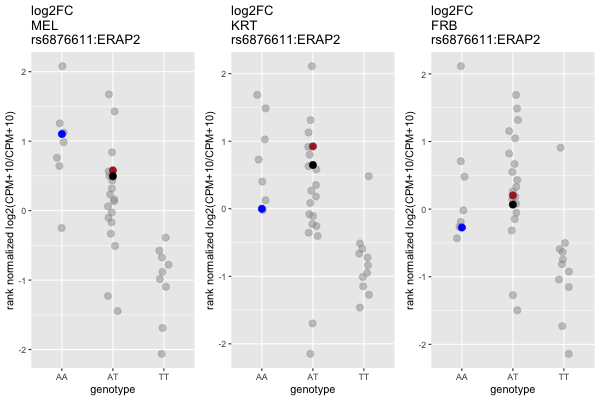 log2FC
MEL
rs6876611:ERAP2
rank normalized log2(CPM+10/CPM+10)
2
1
0
-1
-2
AA AT TT
genotype
log2FC
KRT
rs6876611:ERAP2
rank normalized log2(CPM+10/CPM+10)
2
1
0
-1
-2
AA AT TT
genotype
log2FC
FRB
rs6876611:ERAP2
rank normalized log2(CPM+10/CPM+10)
2
1
0
-1
-2
AA AT TT
genotype